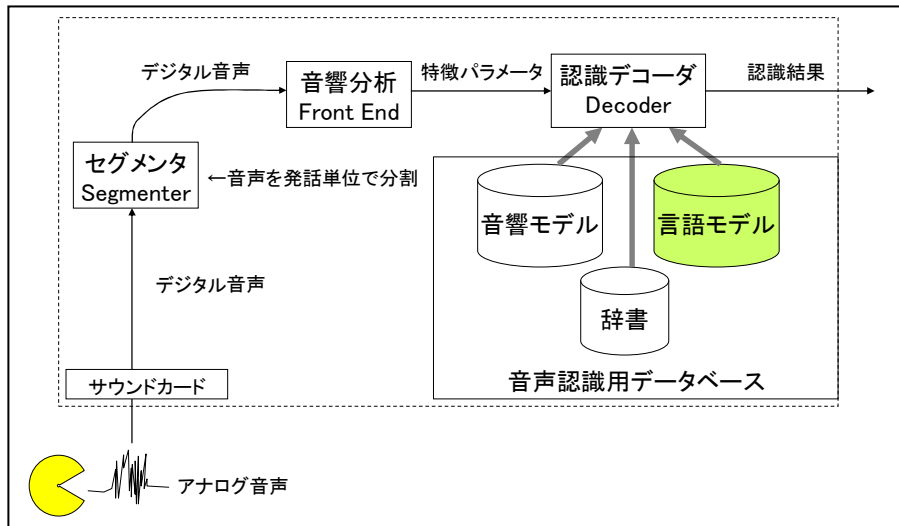 デジタル音声
音響分析
Front End
特徴パラメータ
認識デコーダ
Decoder
認識結果
セグメンタ
Segmenter
←音声を発話単位で分割
音響モデル
言語モデル
デジタル音声
辞書
音声認識用データベース
サウンドカード
アナログ音声